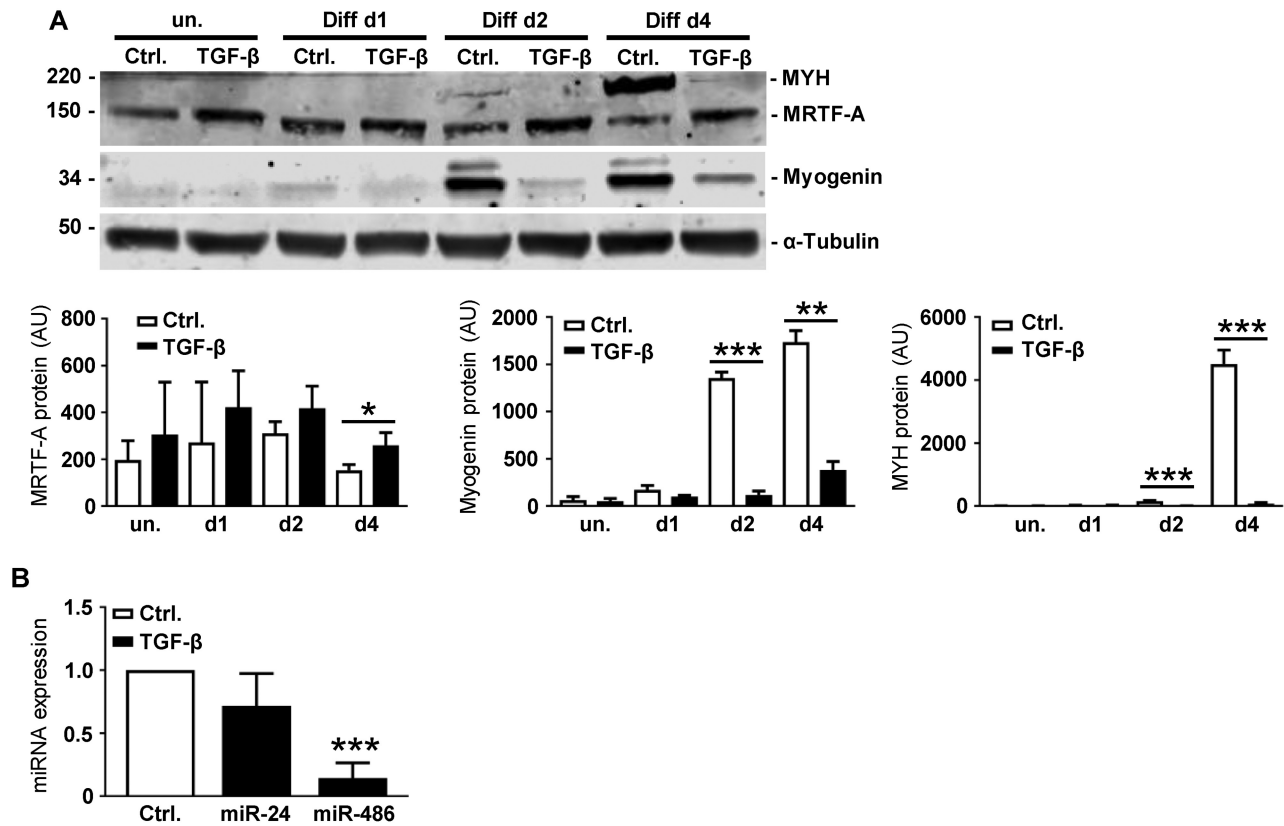 A
un. Diff d1 Diff d2 Diff d4
Ctrl. TGF-β Ctrl. TGF-β Ctrl. TGF-β Ctrl. TGF-β
220 - - MYH
150 - - MRTF-A
34 - - Myogenin
50 - - α-Tubulin
MRTF-A protein (AU)
800
600
400
200
0
Ctrl.
TGF-β
*
un. d1 d2 d4
Myogenin protein (AU)
2000
1500
1000
500
0
Ctrl.
TGF-β
*** **
un. d1 d2 d4
MYH protein (AU)
6000
4000
2000
0
Ctrl.
TGF-β
*** ***
un. d1 d2 d4
B
miRNA expression
1.5
1.0
0.5
0
Ctrl.
TGF-β
***
Ctrl. miR-24 miR-486